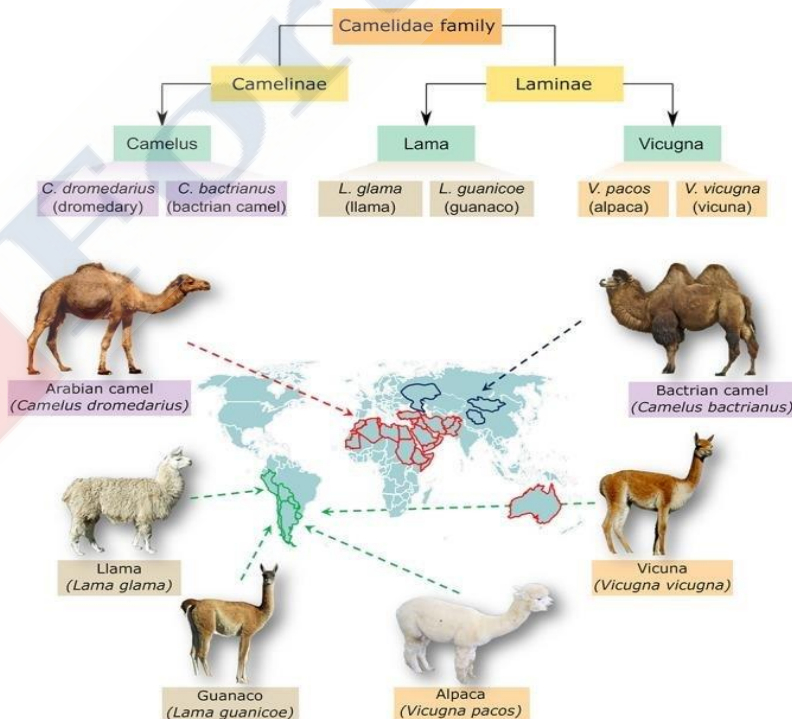 Camelidae family
Camelinae
Laminae
Camelus
Lama
Vicugna
C. dromedarius
(dromedary)
C. bactrianus
(bactrian camel)
L. glama
(llama)
L. guanicoe
(guanaco)
V. pacos
(alpaca)
V. vicugna
(vicuna)
Arabian camel
(Camelus dromedarius)
Bactrian camel
(Camelus bactrianus)
Llama
(Lama glama)
Vicuna
(Vicugna vicugna)
Guanaco
(Lama guanicoe)
Alpaca
(Vicugna pacos)